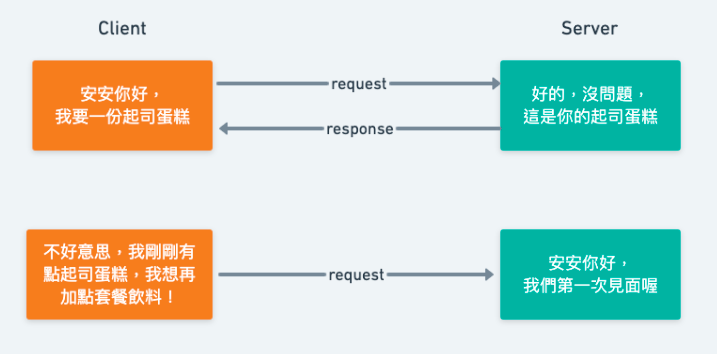 Client
Server
安安你好，
我要一份起司蛋糕
request
response
好的，沒問題，
這是你的起司蛋糕
不好意思，我剛剛有
點起司蛋糕，我想再
加點套餐飲料！
request
安安你好，
我們第一次見面喔